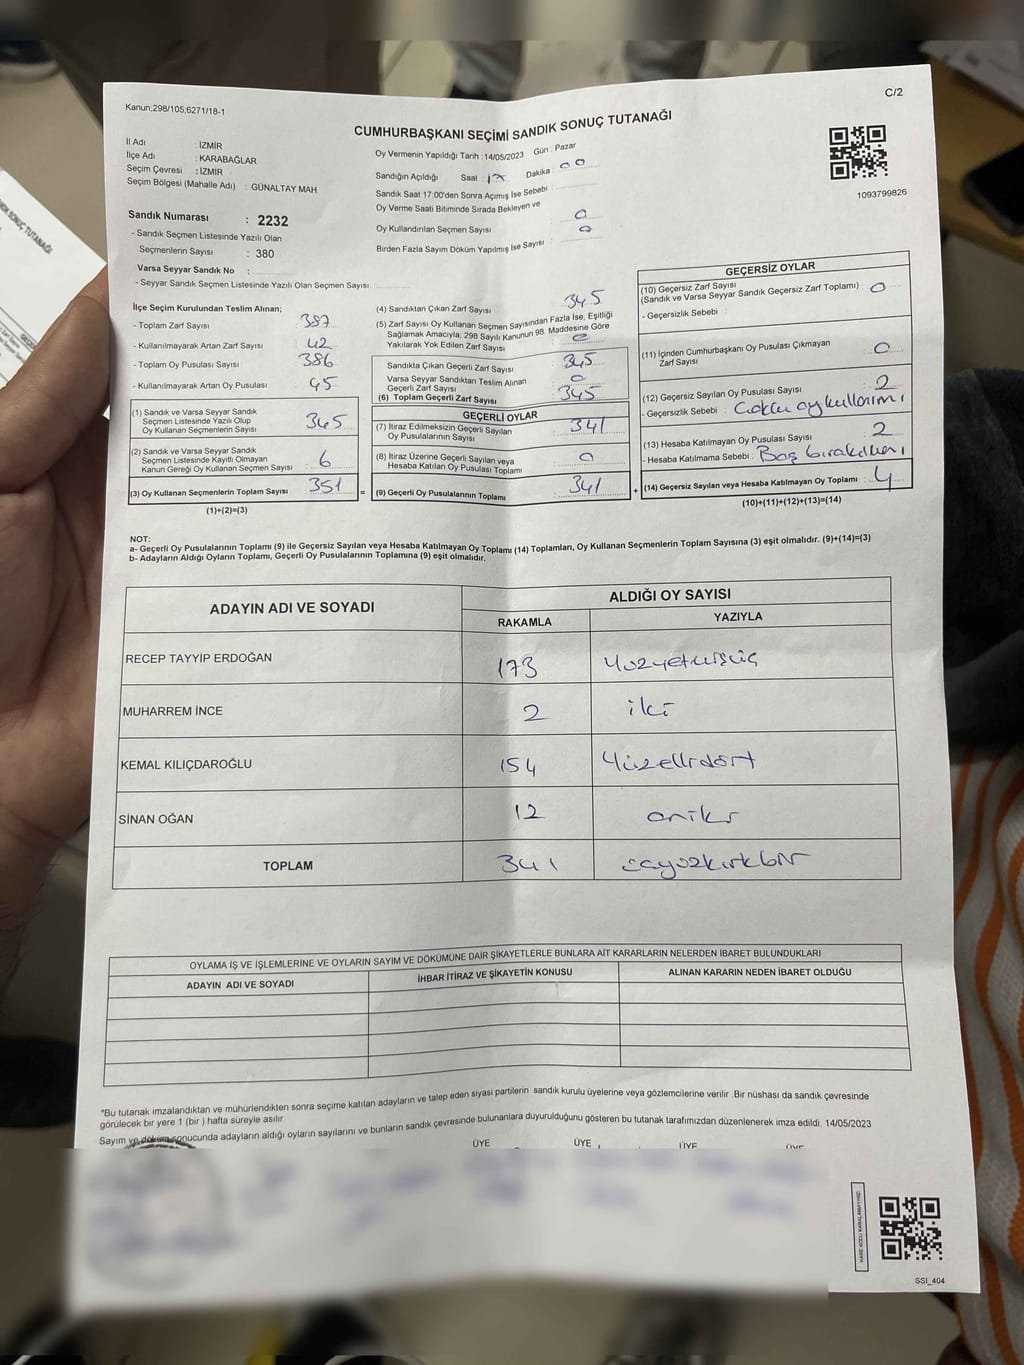 C/2
Kanun;298/105;6271/18-1
CUMHURBAŞKANI SEÇİMİ SANDIK SONUÇ TUTANAĞI
İl Adı : İZMİR
İlçe Adı : KARABAĞLAR
Seçim Çevresi : İZMİR
Seçim Bölgesi (Mahalle Adı) : GÜNALTAY MAH.
Sandık Numarası : 2232
- Sandık Seçmen Listesinde Yazılı Olan
Seçmenlerin Sayısı : 380
Varsa Seyyar Sandık No :
- Seyyar Sandık Seçmen Listesinde Yazılı Olan Seçmen Sayısı:
Oy Vermenin Yapıldığı Tarih : 14/05/2023 Gün : Pazar
Sandığın Açıldığı Saat : 17 Dakika : 00
Sandık Saat 17:00'den Sonra Açımış İse Sebebi :
Oy Verme Saati Bitiminde Sırada Bekleyen ve
Oy Kullandırılan Seçmen Sayısı : 0
Birden Fazla Sayım Döküm Yapılmış İse Sayısı : 0
1093799826
İlçe Seçim Kurulundan Teslim Alınan;
- Toplam Zarf Sayısı : 387
- Kullanılmayarak Artan Zarf Sayısı : 42
- Toplam Oy Pusulası Sayısı : 386
- Kullanılmayarak Artan Oy Pusulası : 45
(1) Sandık ve Varsa Seyyar Sandık
Seçmen Listesinde Yazılı Olup
Oy Kullanan Seçmenlerin Sayısı : 345
(2) Sandık ve Varsa Seyyar Sandık
Seçmen Listesinde Kayıtlı Olmayan
Kanun Gereği Oy Kullanan Seçmen Sayısı : 6
(3) Oy Kullanan Seçmenlerin Toplam Sayısı : 351
(1)+(2)=(3)
(4) Sandıktan Çıkan Zarf Sayısı : 345
(5) Zarf Sayısı Oy Kullanan Seçmen Sayısından Fazla İse, Eşitliği
Sağlamak Amacıyla; 298 Sayılı Kanunun 98. Maddesine Göre
Yakılarak Yok Edilen Zarf Sayısı
Sandıkta Çıkan Geçerli Zarf Sayısı : 345
Varsa Seyyar Sandıktan Teslim Alınan
Geçerli Zarf Sayısı : 0
(6) Toplam Geçerli Zarf Sayısı : 345
GEÇERLİ OYLAR
(7) İtiraz Edilmeksizin Geçerli Sayılan
Oy Pusulalarının Sayısı : 341
(8) İtiraz Üzerine Geçerli Sayılan veya
Hesaba Katılan Oy Pusulası Toplamı : 0
(9) Geçerli Oy Pusulalarının Toplamı : 341
GEÇERSİZ OYLAR
(10) Geçersiz Zarf Sayısı
(Sandık ve Varsa Seyyar Sandık Geçersiz Zarf Toplamı) : 0
- Geçersizlik Sebebi :
(11) İçinden Cumhurbaşkanı Oy Pusulası Çıkmayan
Zarf Sayısı : 0
(12) Geçersiz Sayılan Oy Pusulası Sayısı : 2
- Geçersizlik Sebebi : Çoklu oy kullanımı
(13) Hesaba Katılmayan Oy Pusulası Sayısı : 2
- Hesaba Katılmama Sebebi : Boş bırakılan
(14) Geçersiz Sayılan veya Hesaba Katılmayan Oy Toplamı : 4
(10)+(11)+(12)+(13)=(14)
NOT:
a- Geçerli Oy Pusulalarının Toplamı (9) ile Geçersiz Sayılan veya Hesaba Katılmayan Oy Toplamı (14) Toplamları, Oy Kullanan Seçmenlerin Toplam Sayısına (3) eşit olmalıdır. (9)+(14)=(3)
b- Adayların Aldığı Oyların Toplamı, Geçerli Oy Pusulalarının Toplamına (9) eşit olmalıdır.
ADAYIN ADI VE SOYADI
ALDIĞI OY SAYISI
RAKAMLA YAZIYLA
RECEP TAYYİP ERDOĞAN 173 Yüzyetmişüç
MUHARREM İNCE 2 iki
KEMAL KILIÇDAROĞLU 154 Yüzellidört
SİNAN OĞAN 12 oniki
TOPLAM 341 üçyüzkırkbir
OYLAMA İŞ VE İŞLEMLERİNE VE OYLARIN SAYIM VE DÖKÜMÜNE DAİR ŞİKAYETLERLE BUNLARA AİT KARARLARIN NELERDEN İBARET BULUNDUKLARI
ADAYIN ADI VE SOYADI İHBAR İTİRAZ VE ŞİKAYETİN KONUSU ALINAN KARARIN NEDEN İBARET OLDUĞU
*Bu tutanak imzalandıktan ve mühürlendikten sonra seçime katılan adayların ve talep eden siyasi partilerin sandık kurulu üyelerine veya gözlemcilerine verilir .Bir nüshası da sandık çevresinde
görülecek bir yere 1 (bir ) hafta süreyle asılır.
Sayım ve döküm sonucunda adayların aldığı oyların sayılarını ve bunların sandık çevresinde bulunanlara duyurulduğunu gösteren bu tutanak tarafımızdan düzenlenerek imza edildi. 14/05/2023
ÜYE ÜYE ÜYE ÜYE
SSI_404